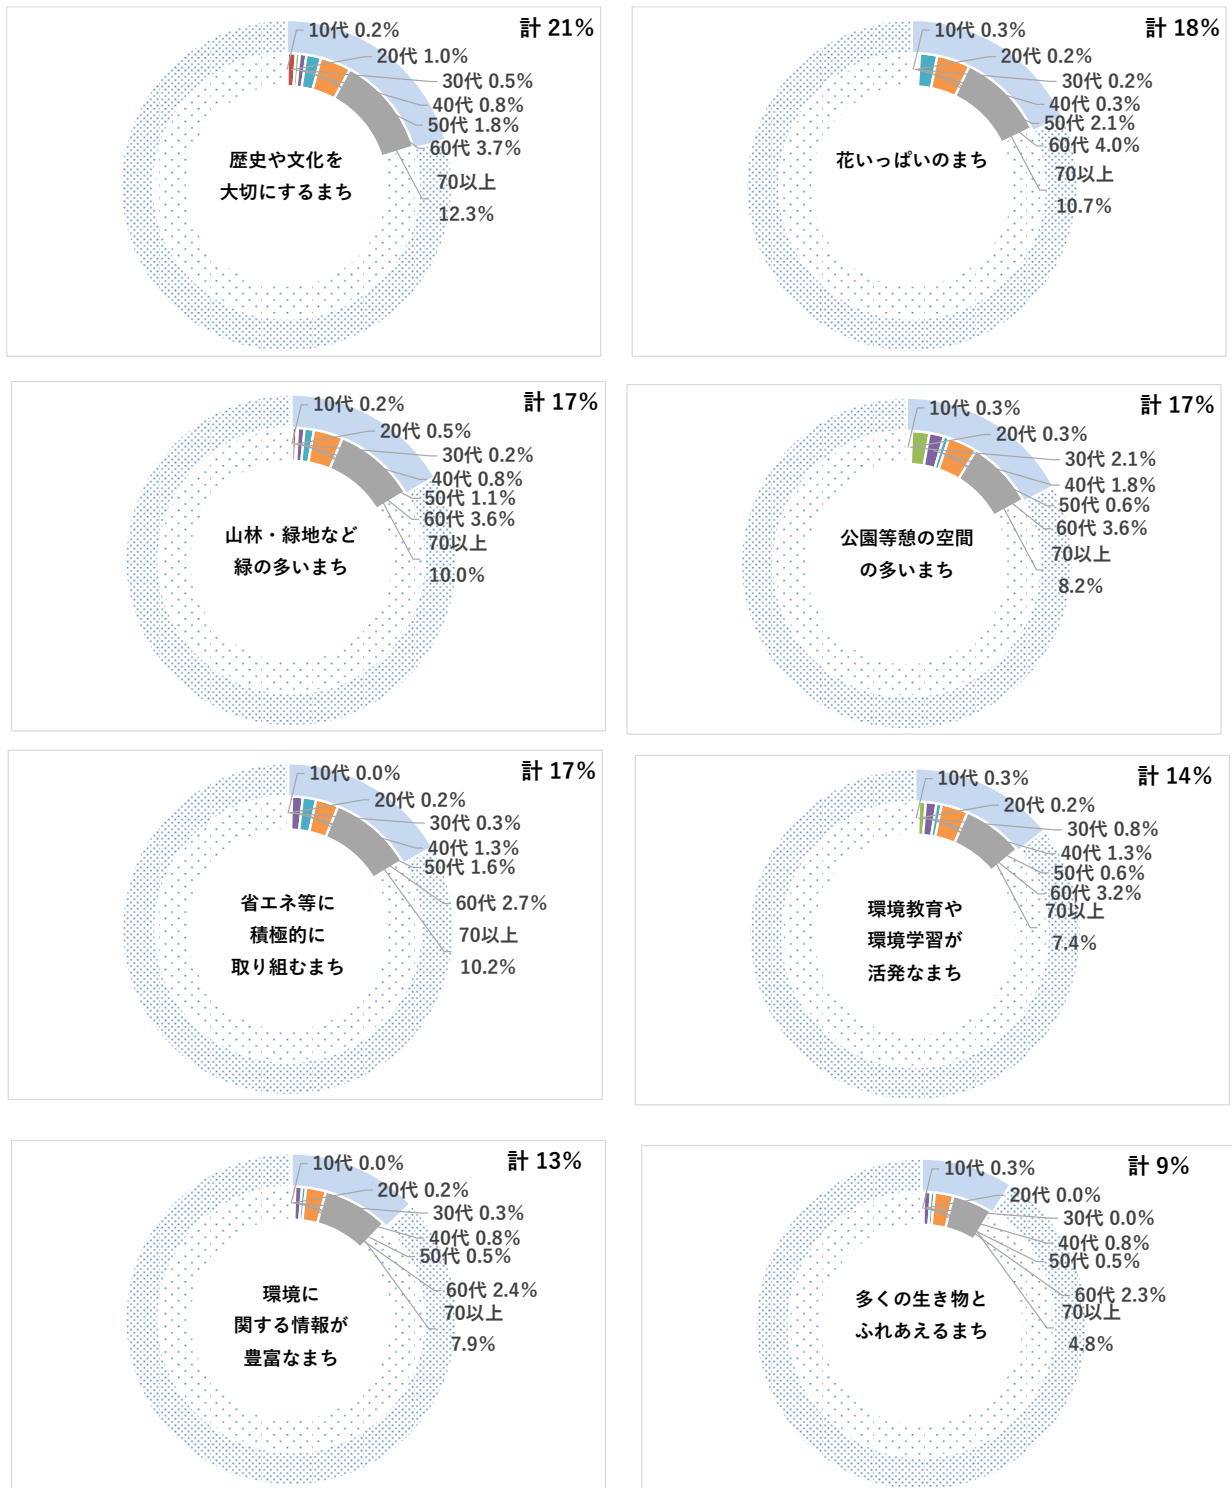 計 21%
10代 0.2%
20代 1.0%
30代 0.5%
40代 0.8%
50代 1.8%
60代 3.7%
70以上
12.3%
歴史や文化を
大切にするまち
計 18%
10代 0.3%
20代 0.2%
30代 0.2%
40代 0.3%
50代 2.1%
60代 4.0%
70以上
10.7%
花いっぱいのまち
計 17%
10代 0.2%
20代 0.5%
30代 0.2%
40代 0.8%
50代 1.1%
60代 3.6%
70以上
10.0%
山林・緑地など
緑の多いまち
計 17%
10代 0.3%
20代 0.3%
30代 2.1%
40代 1.8%
50代 0.6%
60代 3.6%
70以上
8.2%
公園等憩の空間
の多いまち
計 17%
10代 0.0%
20代 0.2%
30代 0.3%
40代 1.3%
50代 1.6%
60代 2.7%
70以上
10.2%
省エネ等に
積極的に
取り組むまち
計 14%
10代 0.3%
20代 0.2%
30代 0.8%
40代 1.3%
50代 0.6%
60代 3.2%
70以上
7.4%
環境教育や
環境学習が
活発なまち
計 13%
10代 0.0%
20代 0.2%
30代 0.3%
40代 0.8%
50代 0.5%
60代 2.4%
70以上
7.9%
環境に
関する情報が
豊富なまち
計 9%
10代 0.3%
20代 0.0%
30代 0.0%
40代 0.8%
50代 0.5%
60代 2.3%
70以上
4.8%
多くの生き物と
ふれあえるまち